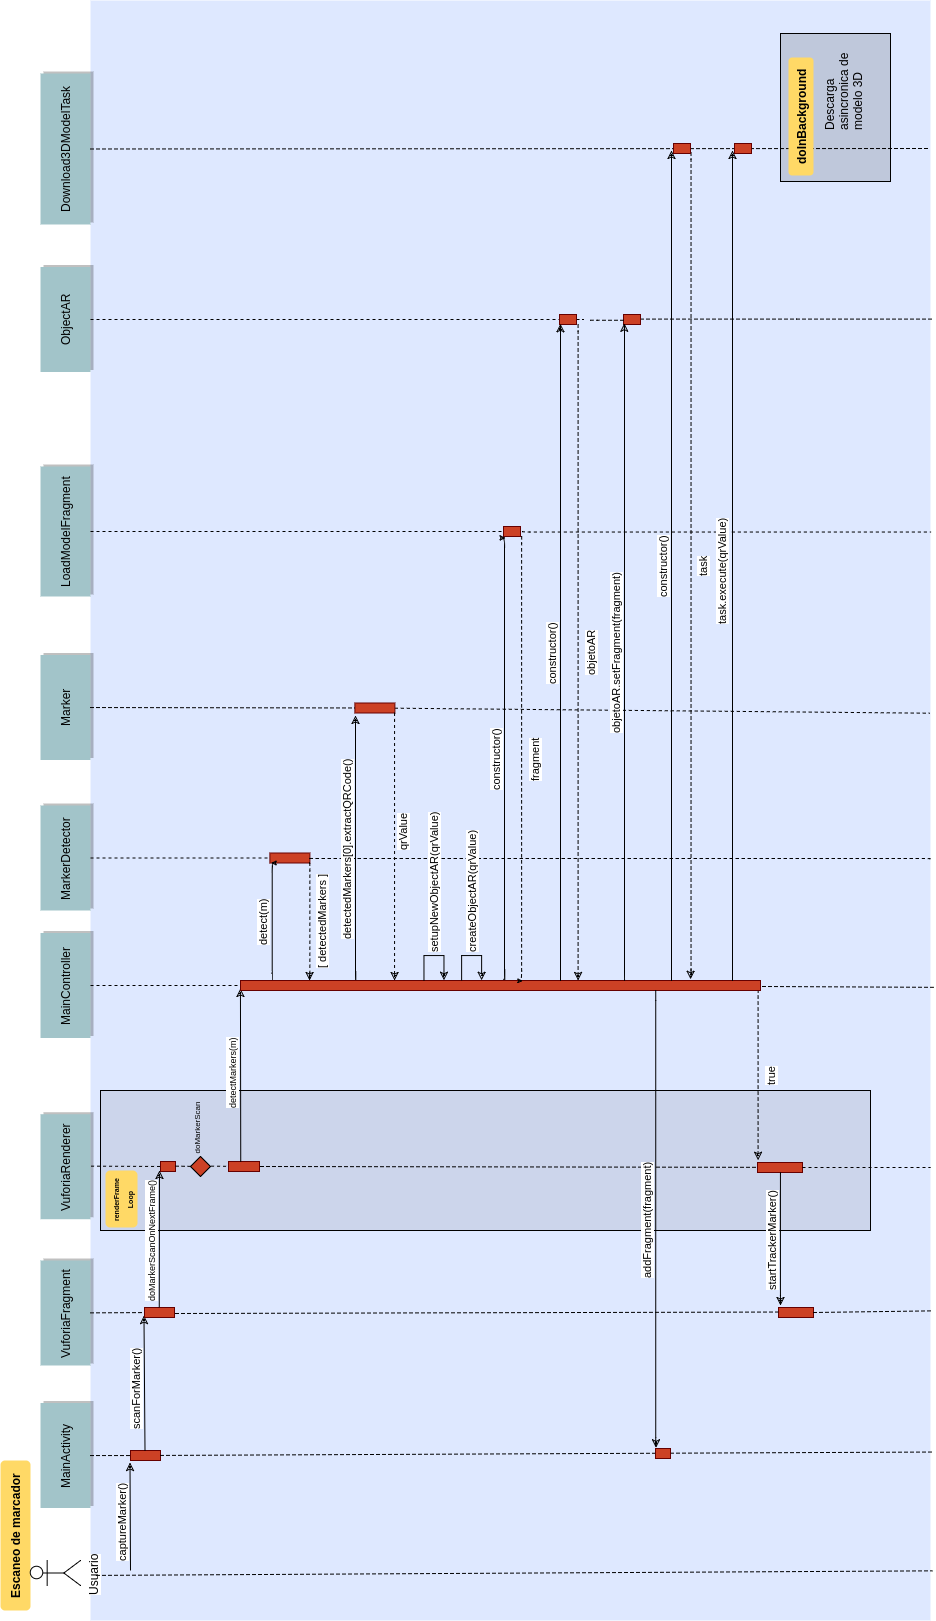 Escaneo de marcador
Usuario
MainActivity
VuforiaFragment
VuforiaRenderer
MainController
MarkerDetector
Marker
LoadModelFragment
ObjectAR
Download3DModelTask
captureMarker()
scanForMarker()
doMarkerScanOnNextFrame()
renderFrame
Loop
doMarkerScan
detectMarkers(m)
detect(m)
[ detectedMarkers ]
detectedMarkers[0].extractQRCode()
qrValue
setupNewObjectAR(qrValue)
createObjectAR(qrValue)
constructor()
fragment
constructor()
objetoAR
objetoAR.setFragment(fragment)
addFragment(fragment)
constructor()
task
task.execute(qrValue)
true
startTrackerMarker()
doInBackground
Descarga
asincronica de
modelo 3D